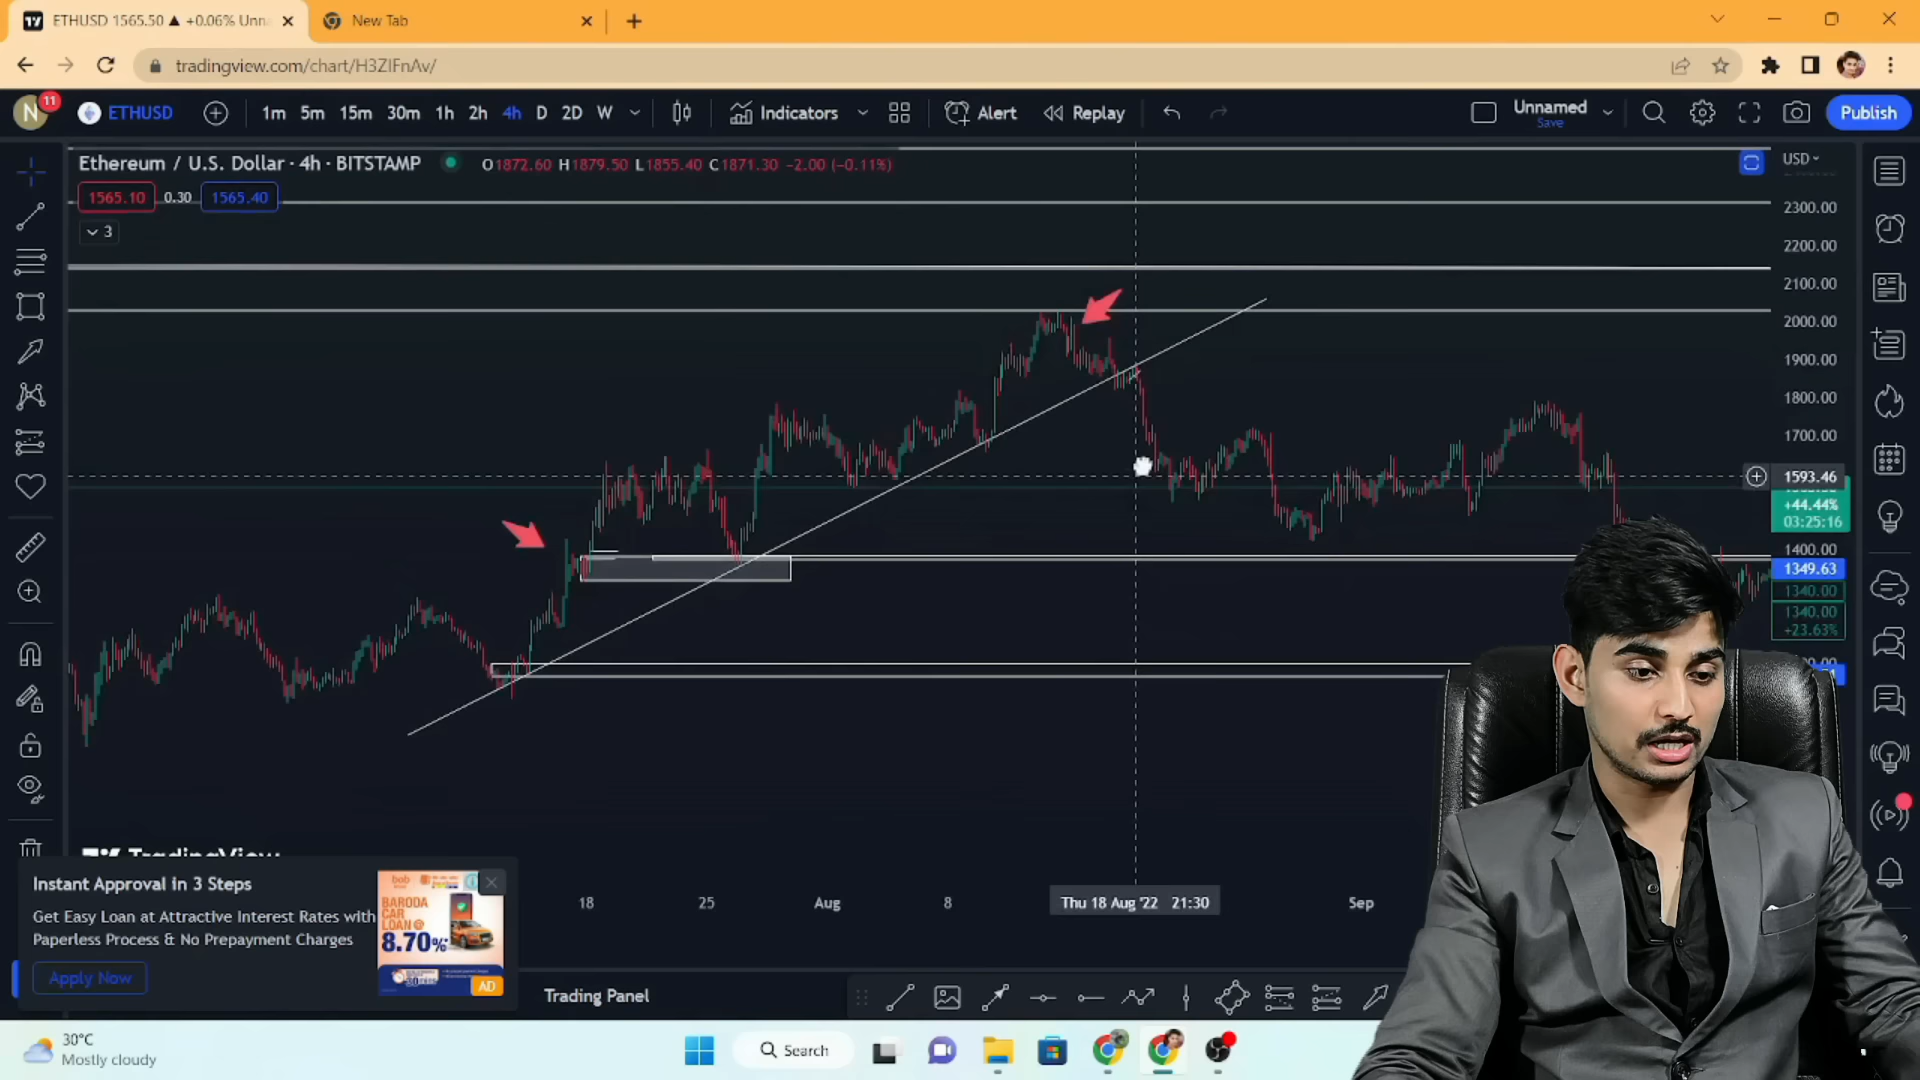 ETHUSD 1565.50 ▲ +0.06% Unna
New Tab
tradingview.com/chart/H3ZIFnAv/
N 11
ETHUSD
1m 5m 15m 30m 1h 2h 4h D 2D W
Indicators
Alert
Replay
Unnamed
Save
Publish
Ethereum / U.S. Dollar · 4h · BITSTAMP
O1872.60 H1879.50 L1855.40 C1871.30 −2.00 (−0.11%)
USD
1565.10 0.30 1565.40
3
2300.00
2200.00
2100.00
2000.00
1900.00
1800.00
1700.00
1593.46
+44.44%
03:25:16
1400.00
1349.63
1340.00
1340.00
+23.63%
TradingView
Instant Approval in 3 Steps
Get Easy Loan at Attractive Interest Rates with
Paperless Process & No Prepayment Charges
Apply Now
bob
BARODA
CAR
LOAN@
8.70%*
AD
18 25 Aug 8 Thu 18 Aug '22 21:30 Sep
Trading Panel
30°C
Mostly cloudy
Search